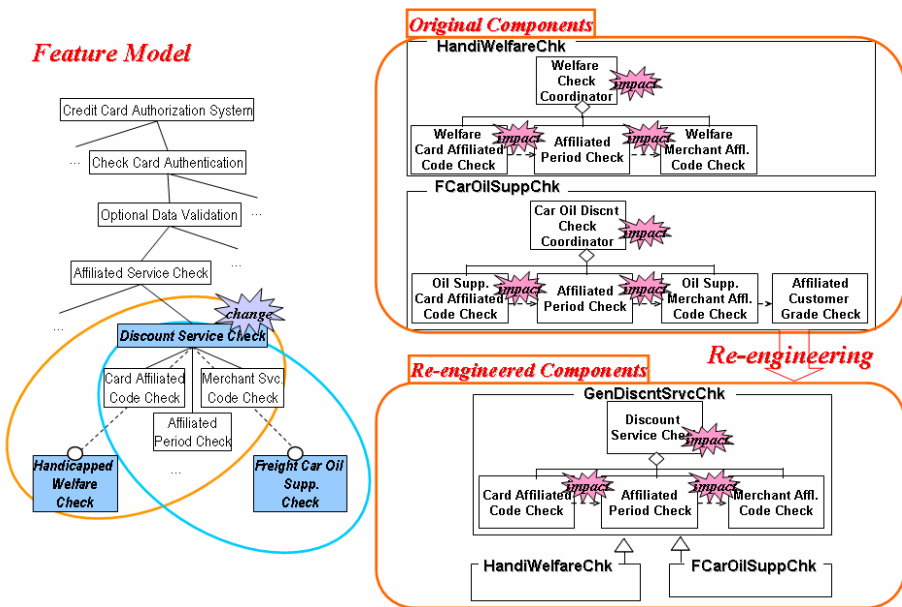 Feature Model
Credit Card Authorization System
...
Check Card Authentication
Optional Data Validation
...
Affiliated Service Check
...
...
change
Discount Service Check
Card Affiliated
Code Check
Merchant Svc.
Code Check
Affiliated
Period Check
...
Handicapped
Welfare
Check
Freight Car Oil
Supp.
Check
Original Components
HandiWelfareChk
Welfare
Check
Coordinator
impact
Welfare
Card Affiliated
Code Check
impact
Affiliated
Period Check
impact
Welfare
Merchant Affl.
Code Check
FCarOilSuppChk
Car Oil Discnt
Check
Coordinator
impact
Oil Supp.
Card Affiliated
Code Check
impact
Affiliated
Period Check
impact
Oil Supp.
Merchant Affl.
Code Check
Affiliated
Customer
Grade Check
Re-engineering
Re-engineered Components
GenDiscntSrvcChk
Discount
Service Check
impact
Card Affiliated
Code Check
impact
Affiliated
Period Check
impact
Merchant Affl.
Code Check
HandiWelfareChk
FCarOilSuppChk